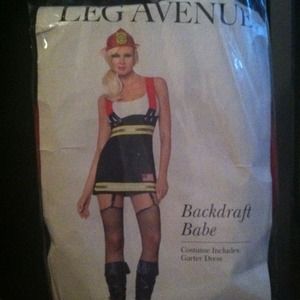 LEG AVENUE
Backdraft
Babe
Costume Includes:
Garter Dress